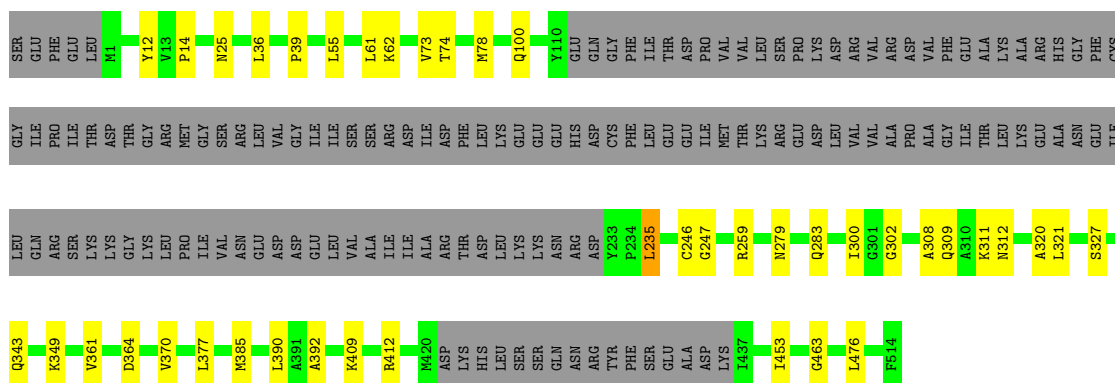 SER GLU PHE GLU LEU M1 Y12 V13 P14 N25 L36 P39 L55 L61 K62 V73 T74 M78 Q100 Y110 GLU GLN GLY PHE ILE THR ASP PRO VAL VAL LEU SER PRO LYS ASP ARG VAL ARG ASP VAL PHE GLU ALA LYS ALA ARG HIS GLY PHE CYS
GLY ILE PRO ILE THR ASP THR GLY ARG MET GLY SER ARG LEU VAL GLY ILE ILE SER SER ARG ASP ILE ASP PHE LEU LYS GLU GLU GLU HIS ASP CYS PHE LEU GLU GLU ILE MET THR LYS ARG GLU ASP LEU VAL VAL ALA PRO ALA GLY ILE THR LEU LYS GLU ALA ASN GLU ILE
LEU GLN ARG SER LYS LYS GLY LYS LEU PRO ILE VAL ASN GLU ASP ASP GLU LEU VAL ALA ILE ILE ALA ARG THR ASP LEU LYS LYS ASN ARG ASP Y233 P234 L235 C246 G247 R259 N279 Q283 I300 G301 G302 A308 Q309 A310 K311 N312 A320 L321 S327
Q343 K349 V361 D364 V370 L377 M385 L390 A391 A392 K409 R412 M420 ASP LYS HIS LEU SER SER GLN ASN ARG TYR PHE SER GLU ALA ASP LYS I437 I453 G463 L476 F514